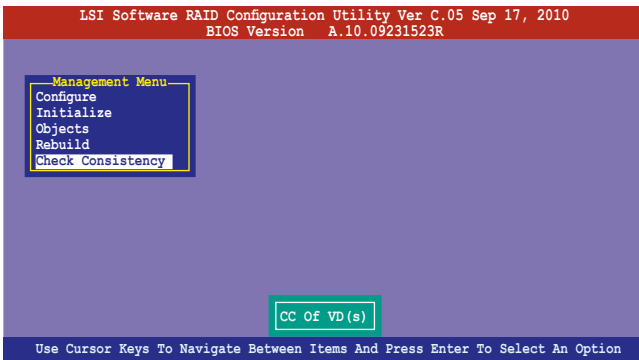 LSI Software RAID Configuration Utility Ver C.05 Sep 17, 2010
BIOS Version A.10.09231523R
Management Menu
Configure
Initialize
Objects
Rebuild
Check Consistency
CC Of VD(s)
Use Cursor Keys To Navigate Between Items And Press Enter To Select An Option